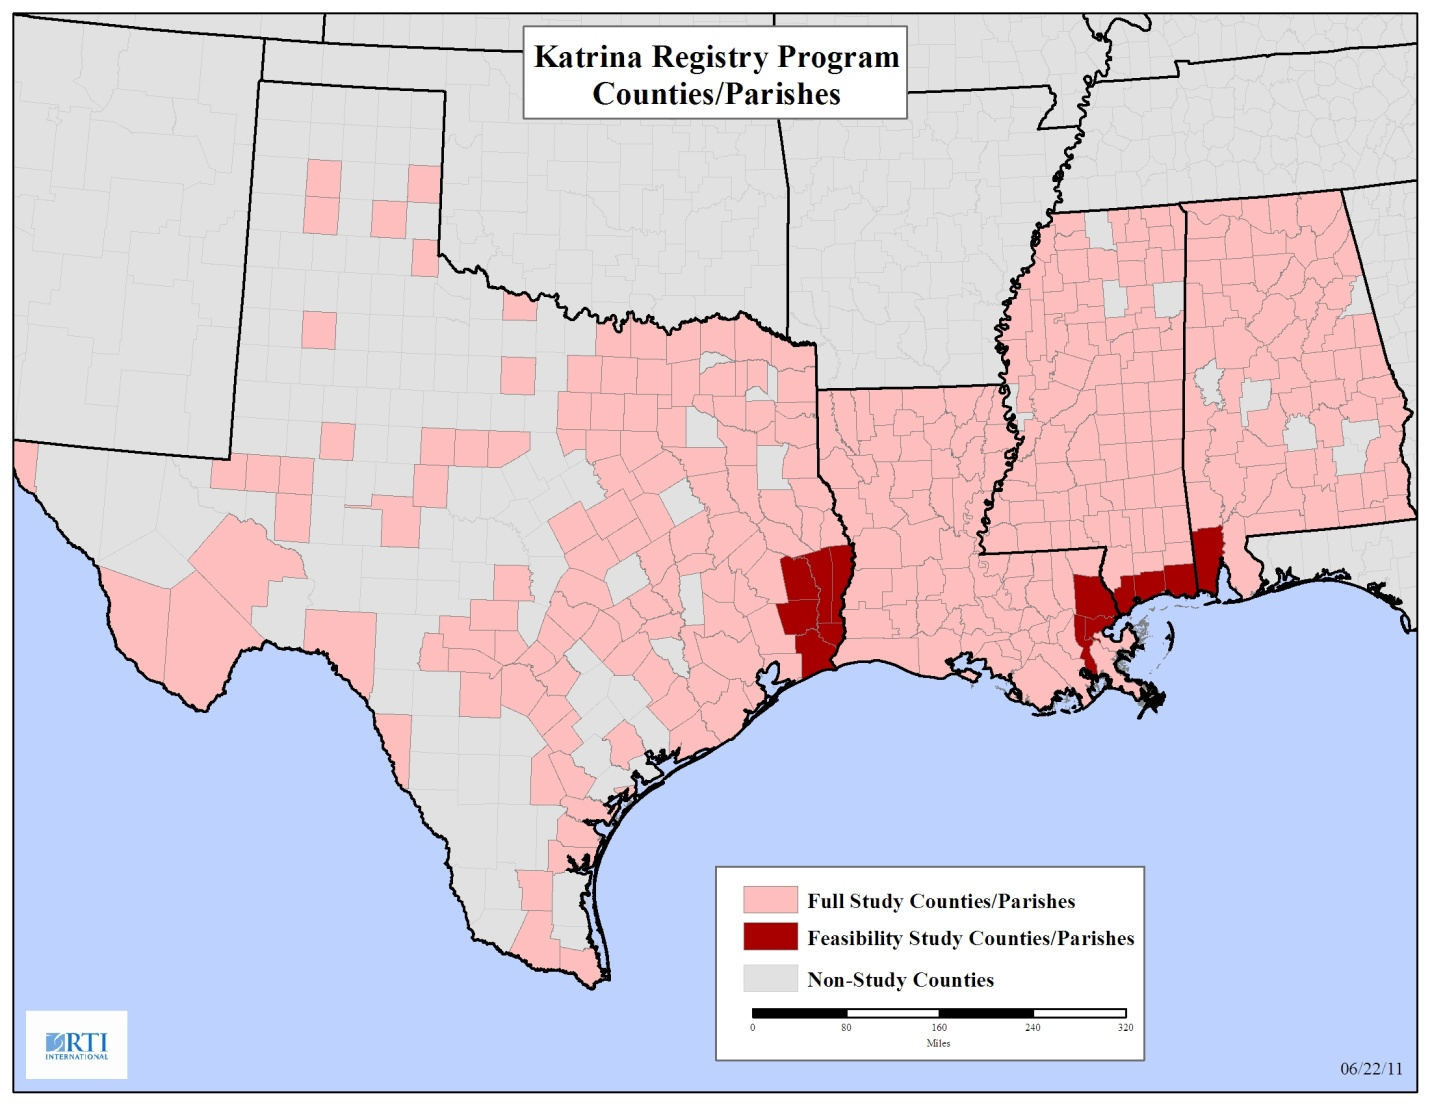 Katrina Registry Program
Counties/Parishes
Full Study Counties/Parishes
Feasibility Study Counties/Parishes
Non-Study Counties
0 80 160 240 320
Miles
RTI
INTERNATIONAL
06/22/11